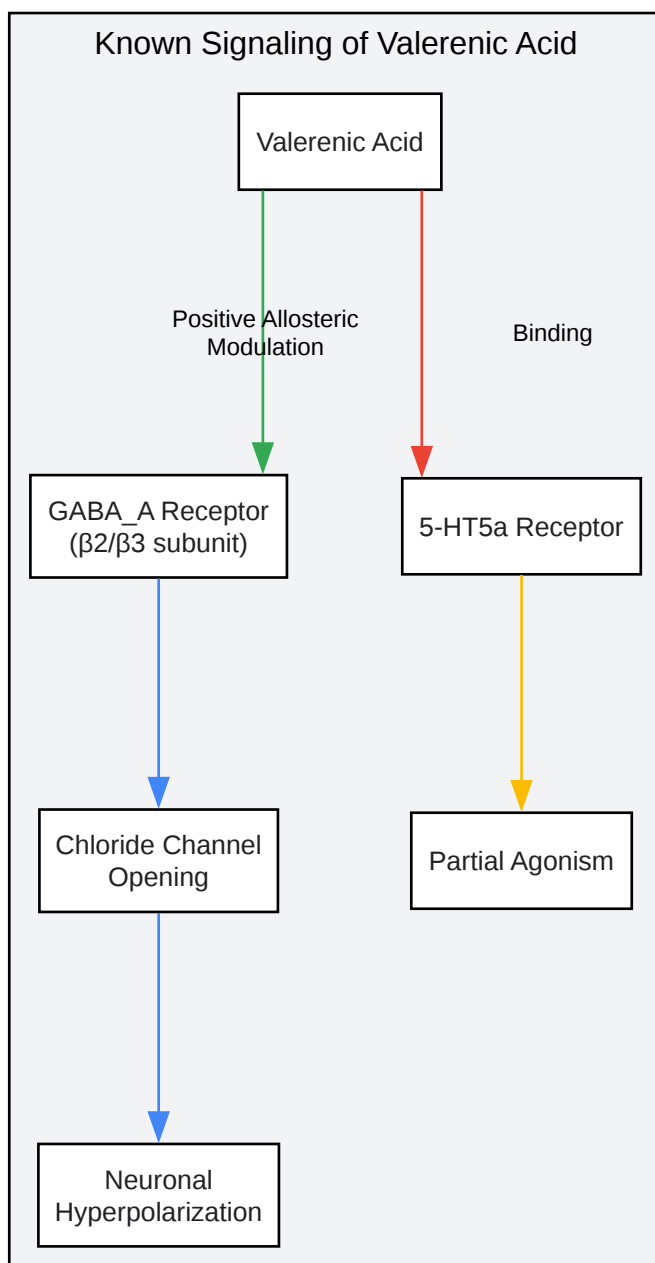 Known Signaling of Valerenic Acid
Valerenic Acid
Positive Allosteric
Modulation
Binding
GABA_A Receptor
(β2/β3 subunit)
5-HT5a Receptor
Chloride Channel
Opening
Partial Agonism
Neuronal
Hyperpolarization